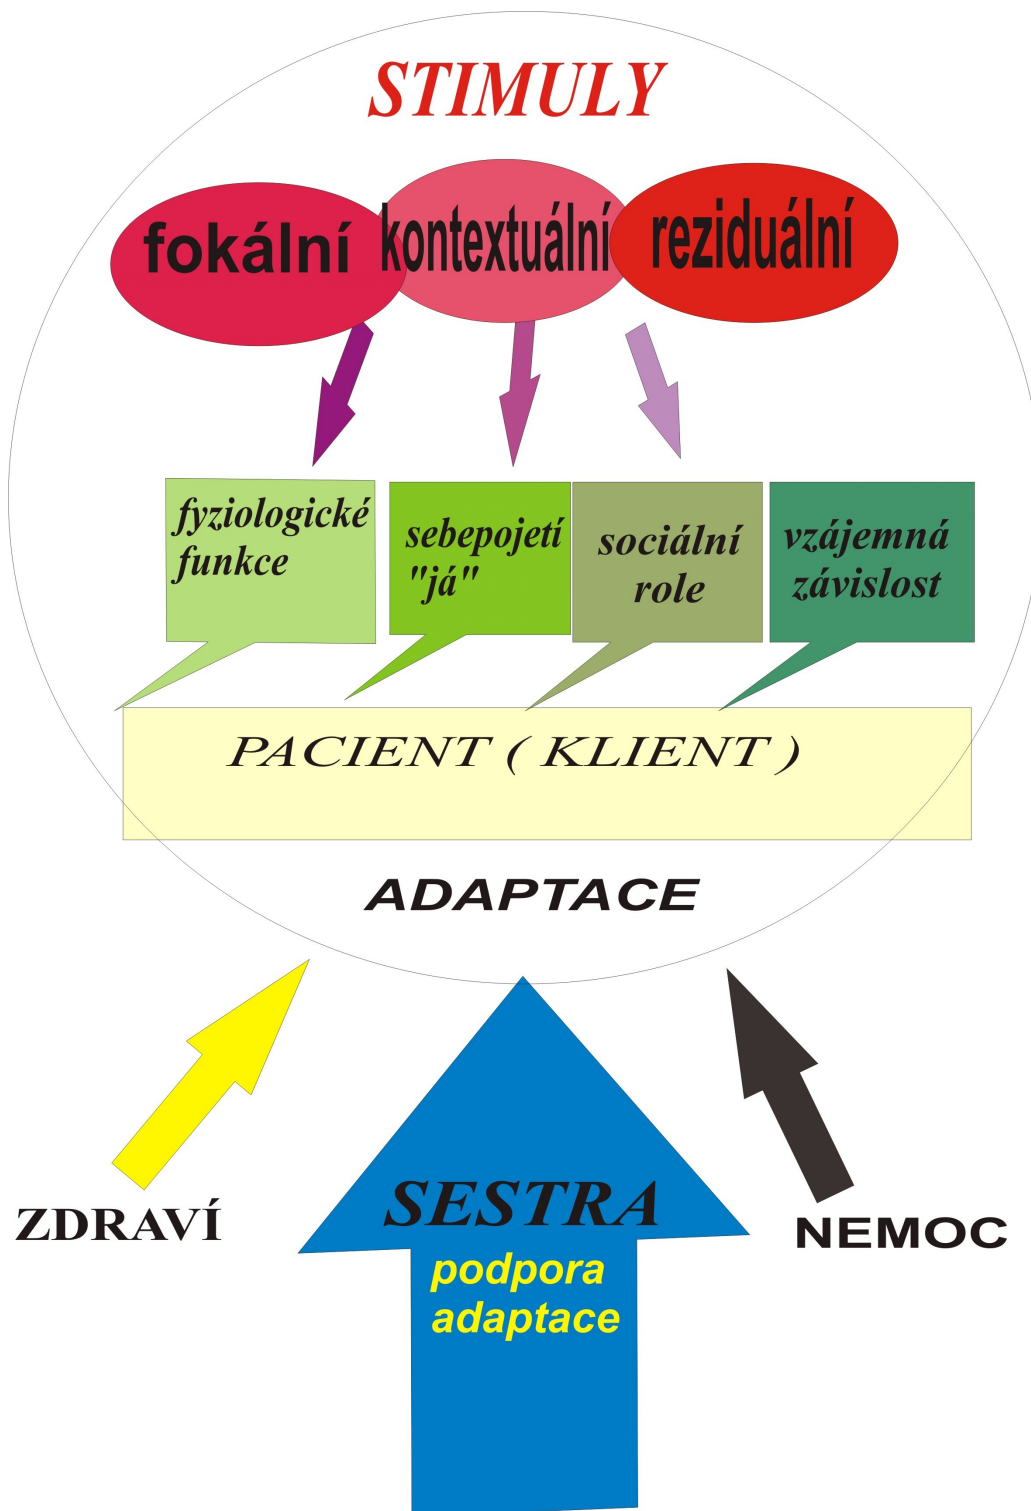 STIMULY
fokální
kontextuální
reziduální
fyziologické
funkce
sebepojetí
"já"
sociální
role
vzájemná
závislost
PACIENT ( KLIENT )
ADAPTACE
ZDRAVÍ
SESTRA
podpora
adaptace
NEMOC